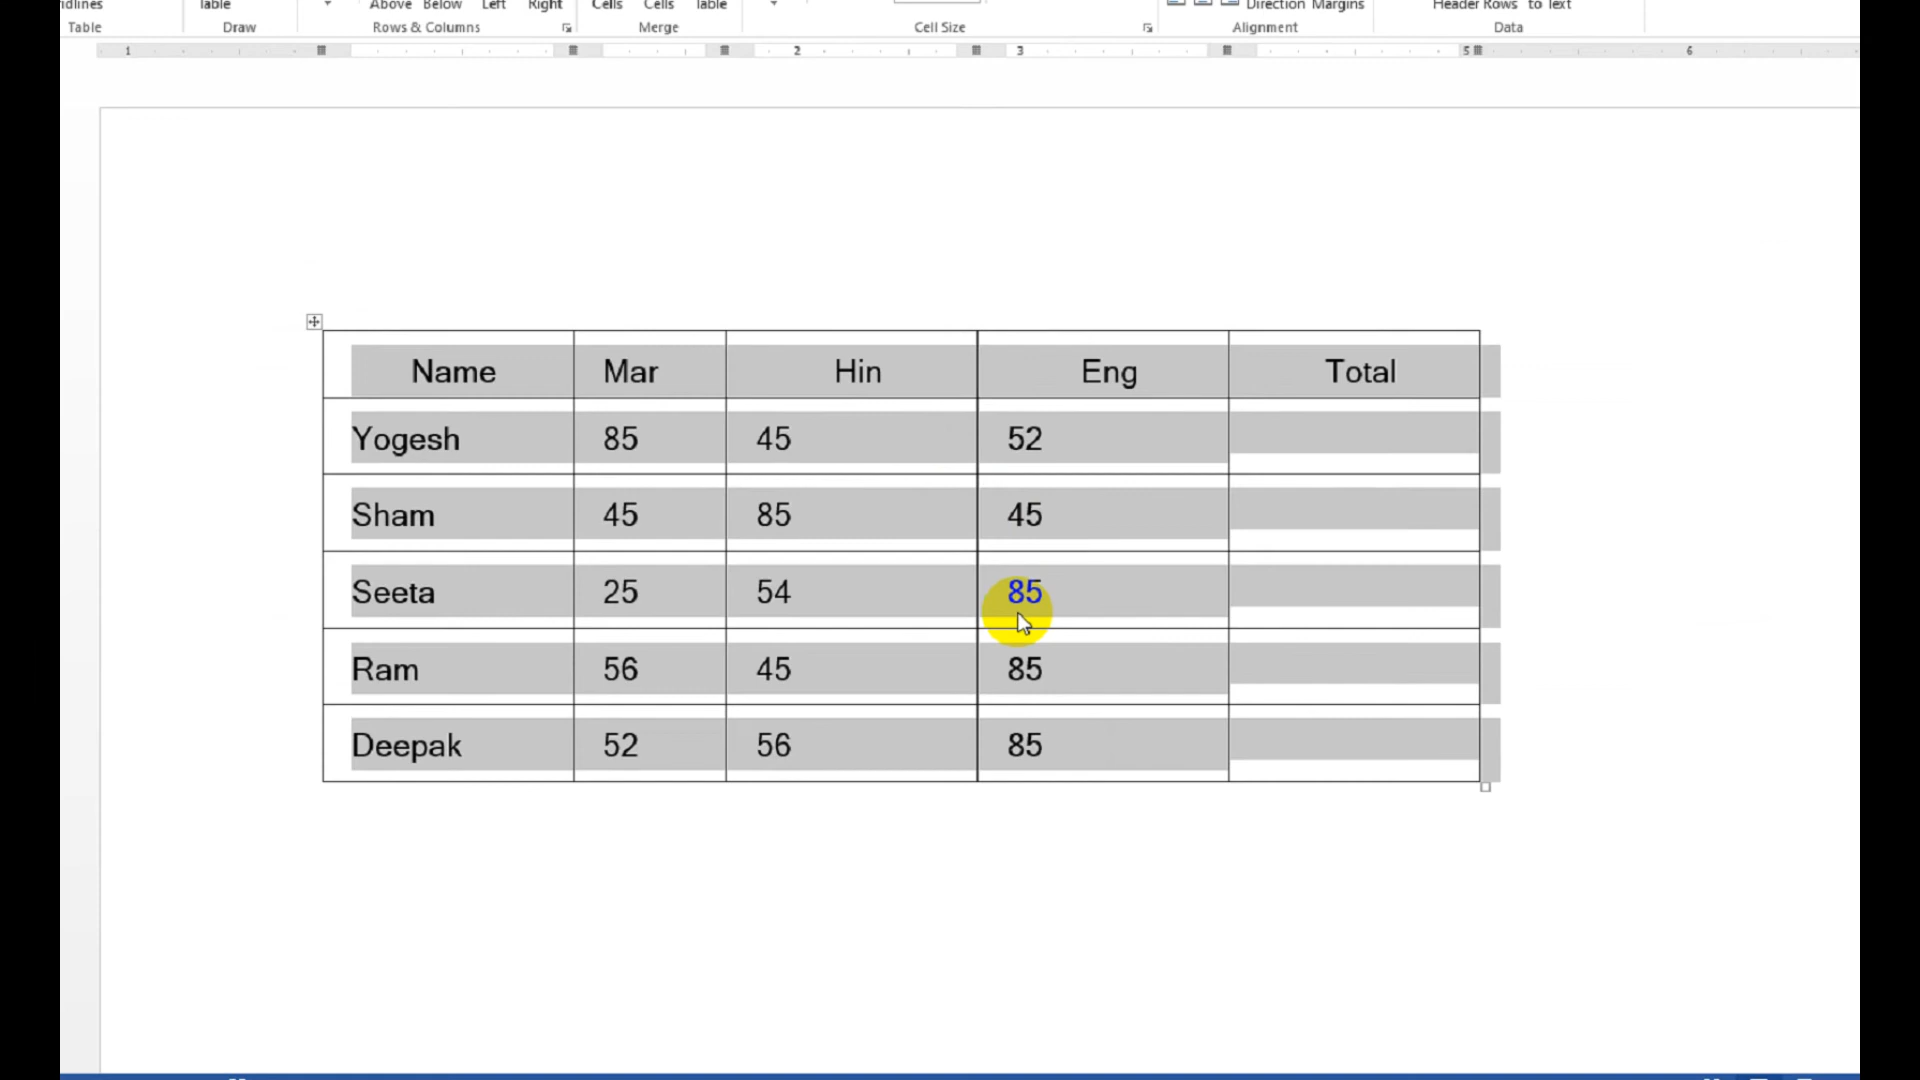 Table Above Below Left Right Cells Cells Table Direction Margins Header Rows to Text
Table Draw Rows & Columns Merge Cell Size Alignment Data
1 2 3 5 6
Name Mar Hin Eng Total
Yogesh 85 45 52
Sham 45 85 45
Seeta 25 54 85
Ram 56 45 85
Deepak 52 56 85